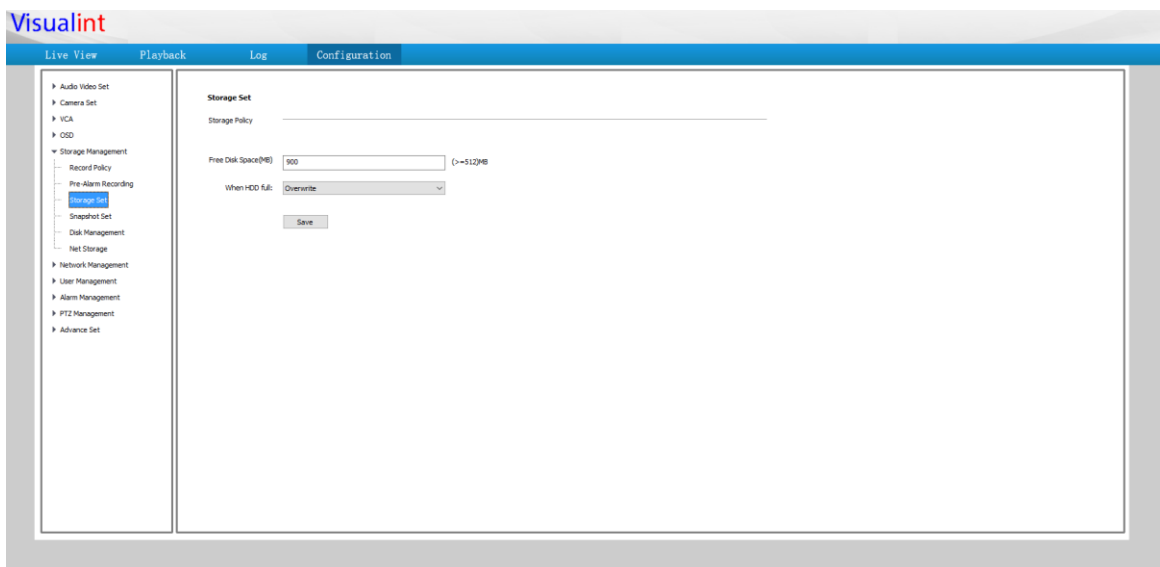 Visualint
Live View Playback Log Configuration
Audio Video Set
Camera Set
VCA
OSD
Storage Management
Record Policy
Pre-Alarm Recording
Storage Set
Snapshot Set
Disk Management
Net Storage
Network Management
User Management
Alarm Management
PTZ Management
Advance Set
Storage Set
Storage Policy
Free Disk Space(MB) 900 (>=512)MB
When HDD full: Overwrite
Save